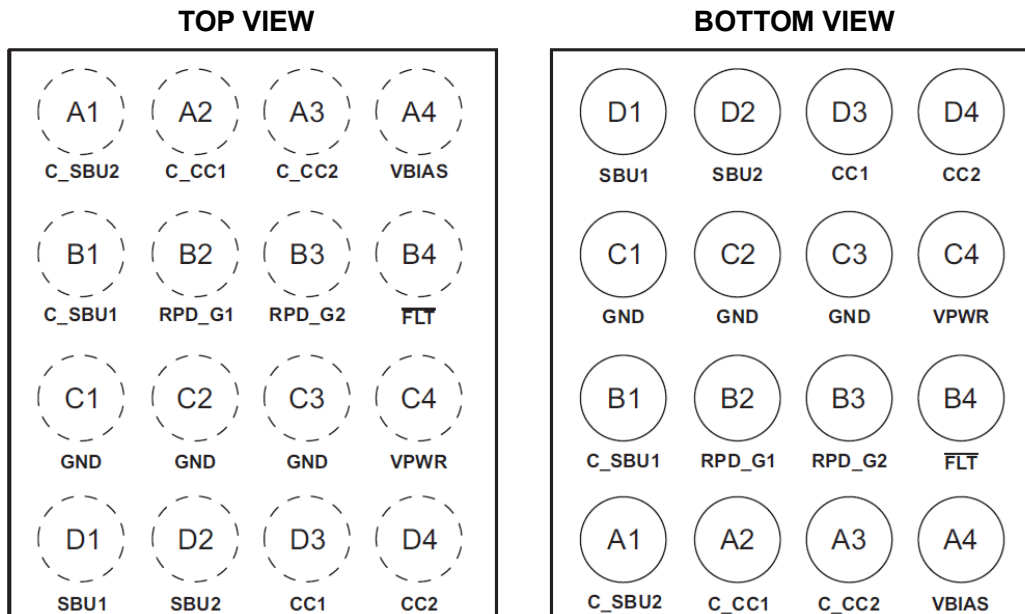 TOP VIEW
A1 A2 A3 A4
C_SBU2 C_CC1 C_CC2 VBIAS
B1 B2 B3 B4
C_SBU1 RPD_G1 RPD_G2 FLT
C1 C2 C3 C4
GND GND GND VPWR
D1 D2 D3 D4
SBU1 SBU2 CC1 CC2
BOTTOM VIEW
D1 D2 D3 D4
SBU1 SBU2 CC1 CC2
C1 C2 C3 C4
GND GND GND VPWR
B1 B2 B3 B4
C_SBU1 RPD_G1 RPD_G2 FLT
A1 A2 A3 A4
C_SBU2 C_CC1 C_CC2 VBIAS